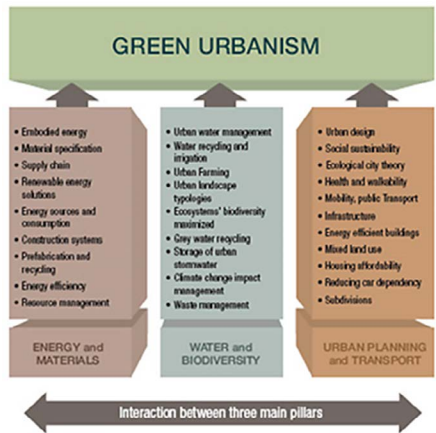 GREEN URBANISM
• Embodied energy
• Material specification
• Supply chain
• Renewable energy
solutions
• Energy sources and
consumption
• Construction systems
• Prefabrication and
recycling
• Energy efficiency
• Resource management
ENERGY and
MATERIALS
• Urban water management
• Water recycling and
irrigation
• Urban Farming
• Urban landscape
typologies
• Ecosystems' biodiversity
maximized
• Grey water recycling
• Storage of urban
stormwater
• Climate change impact
management
• Waste management
WATER and
BIODIVERSITY
• Urban design
• Social sustainability
• Ecological city theory
• Health and walkability
• Mobility, public Transport
• Infrastructure
• Energy efficient buildings
• Mixed land use
• Housing affordability
• Reducing car dependency
• Subdivisions
URBAN PLANNING
and TRANSPORT
Interaction between three main pillars